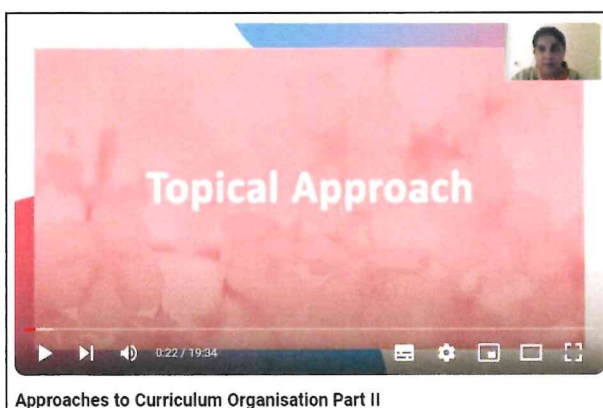 Topical Approach
0:22 / 19:34
Approaches to Curriculum Organisation Part II